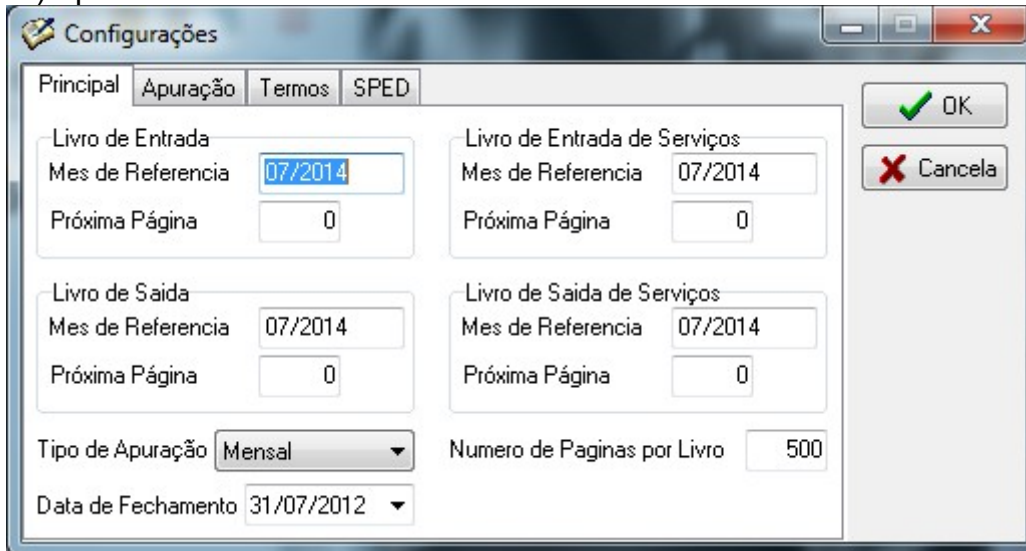 Configurações
Principal Apuração Termos SPED
OK
Cancela
Livro de Entrada
Mes de Referencia 07/2014
Próxima Página 0
Livro de Entrada de Serviços
Mes de Referencia 07/2014
Próxima Página 0
Livro de Saida
Mes de Referencia 07/2014
Próxima Página 0
Livro de Saida de Serviços
Mes de Referencia 07/2014
Próxima Página 0
Tipo de Apuração Mensal
Numero de Paginas por Livro 500
Data de Fechamento 31/07/2012